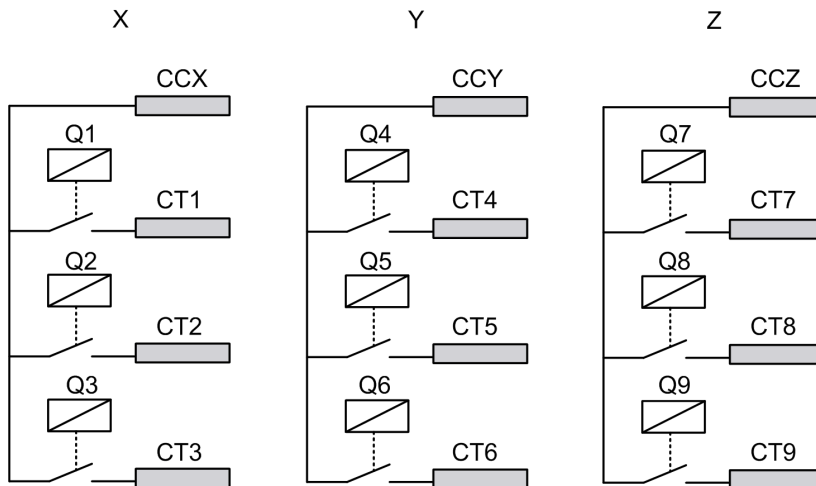 X Y Z
CCX CCY CCZ
Q1 Q4 Q7
CT1 CT4 CT7
Q2 Q5 Q8
CT2 CT5 CT8
Q3 Q6 Q9
CT3 CT6 CT9